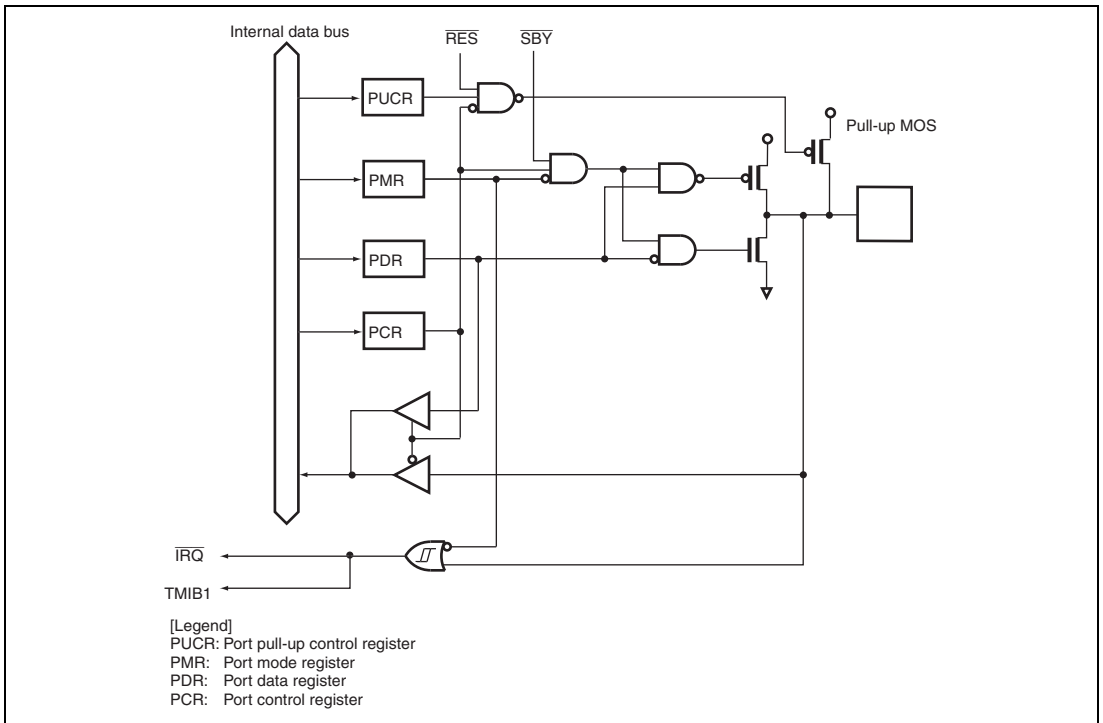 Internal data bus
RES
SBY
PUCR
Pull-up MOS
PMR
PDR
PCR
IRQ
TMIB1
[Legend]
PUCR: Port pull-up control register
PMR: Port mode register
PDR: Port data register
PCR: Port control register